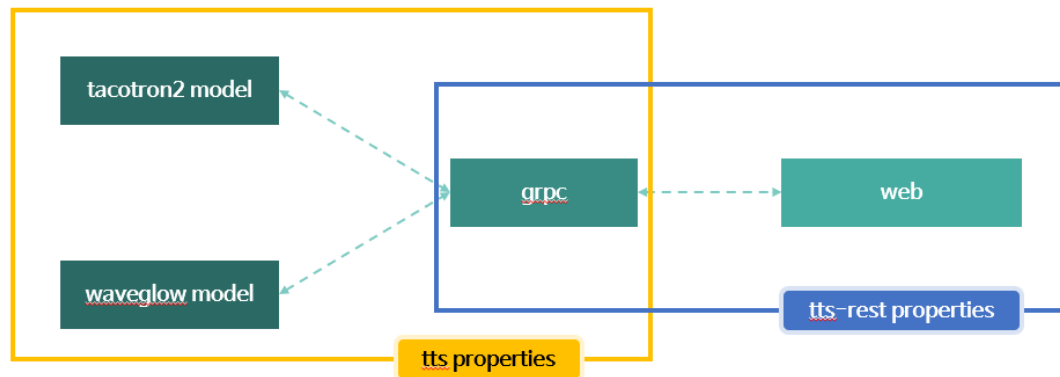 tacotron2 model
grpc
web
waveglow model
tts-rest properties
tts properties